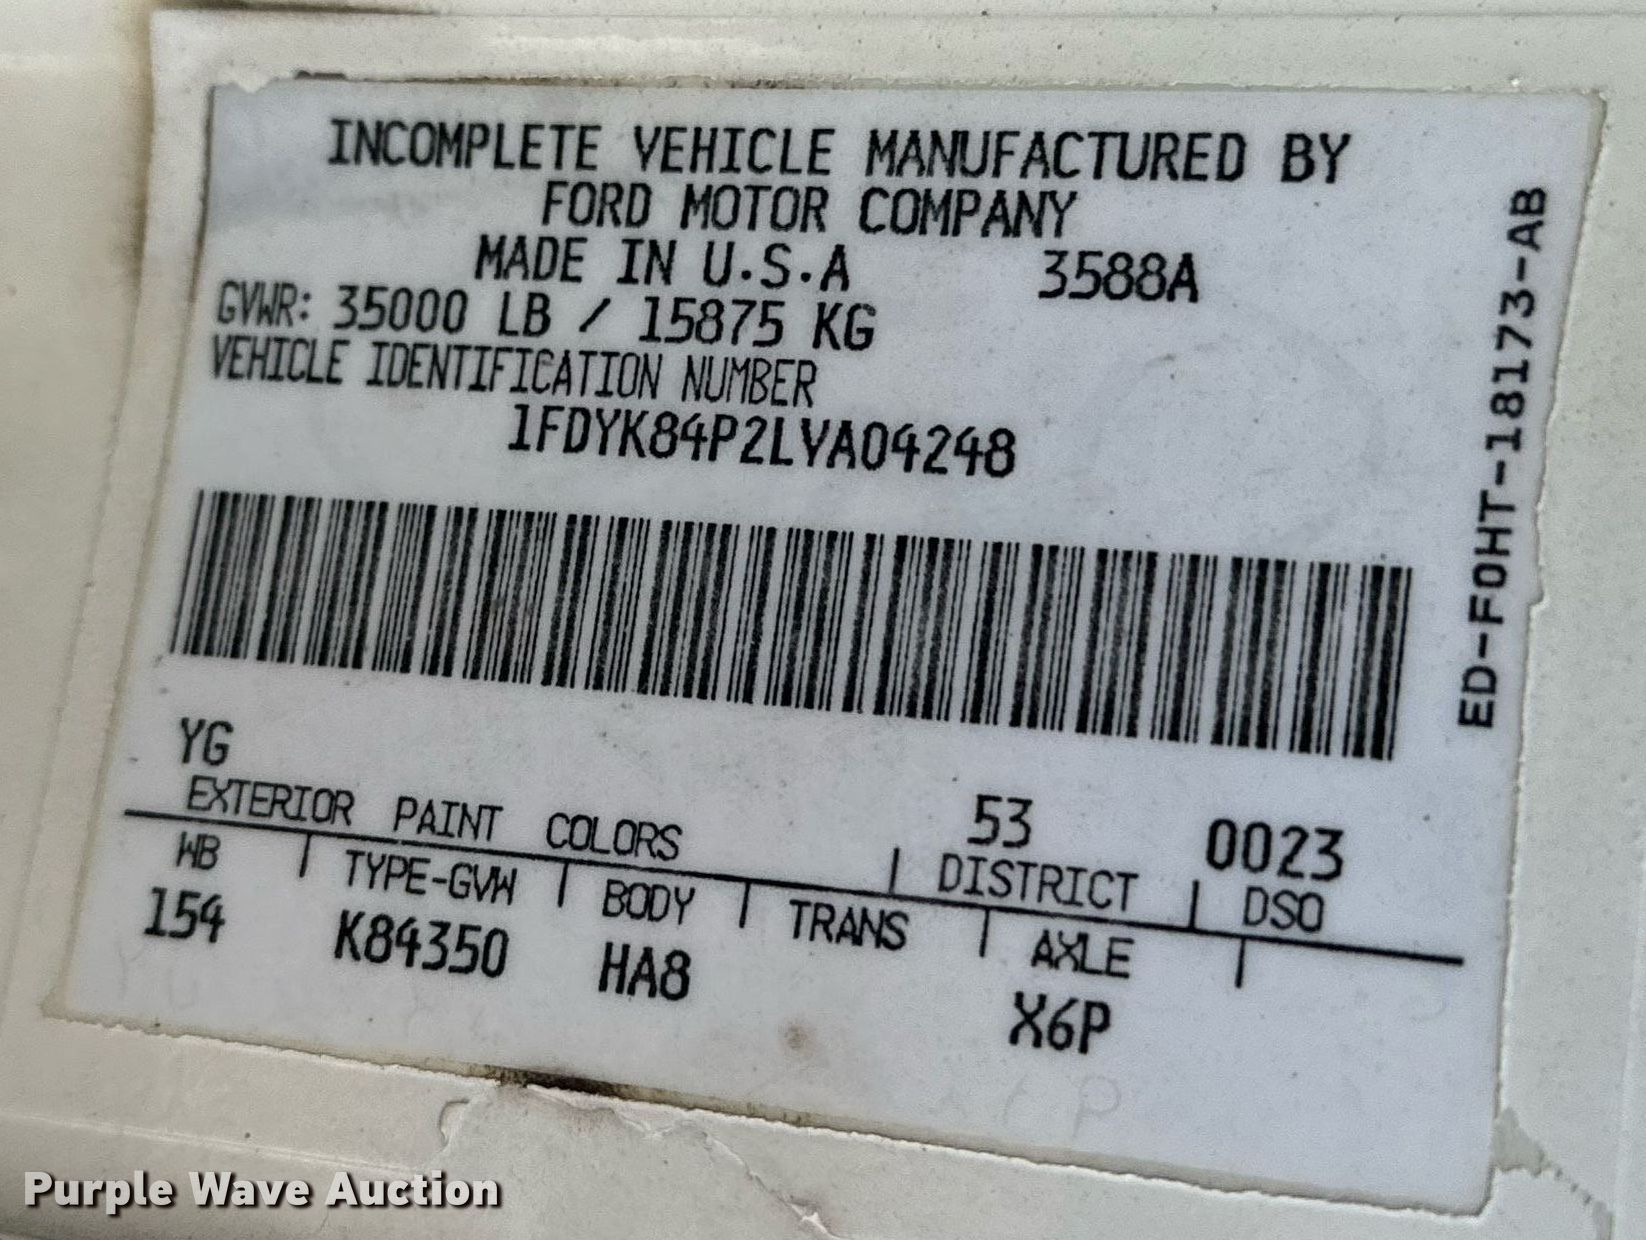 INCOMPLETE VEHICLE MANUFACTURED BY
FORD MOTOR COMPANY
MADE IN U.S.A 3588A
GVWR: 35000 LB / 15875 KG
VEHICLE IDENTIFICATION NUMBER
1FDYK84P2LVA04248
ED-F0HT-18173-AB
YG 53 0023
EXTERIOR PAINT COLORS DISTRICT DSO
WB TYPE-GVW BODY TRANS AXLE
154 K84350 HA8 X6P
Purple Wave Auction